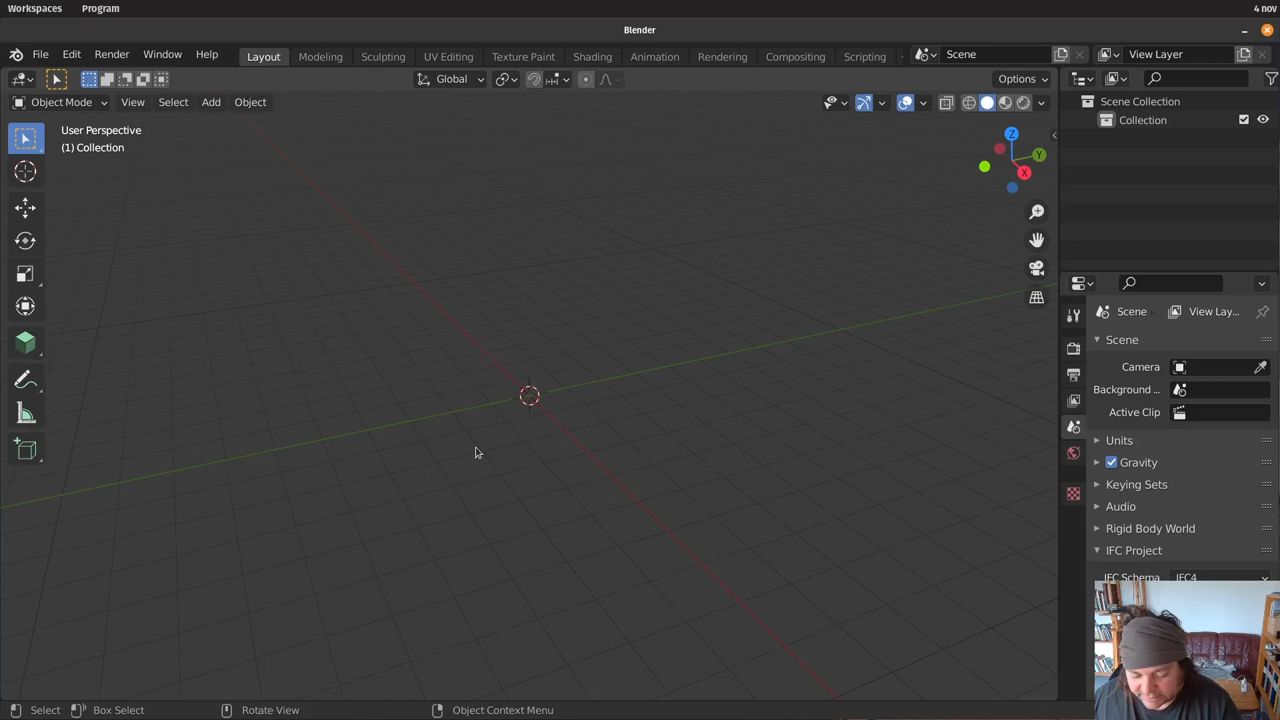 Workspaces Program 4 nov
Blender
File Edit Render Window Help Layout Modeling Sculpting UV Editing Texture Paint Shading Animation Rendering Compositing Scripting Scene View Layer
Global Options
Object Mode View Select Add Object
Scene Collection
Collection
User Perspective
(1) Collection
Z
Y
X
Scene View Lay...
Scene
Camera
Background ...
Active Clip
Units
Gravity
Keying Sets
Audio
Rigid Body World
IFC Project
IFC Schema IFC4
Select Box Select Rotate View Object Context Menu